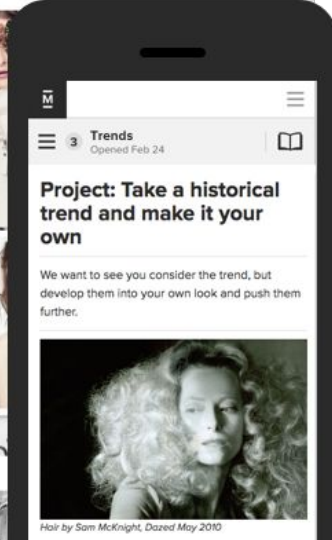 M
3 Trends
Opened Feb 24
Project: Take a historical
trend and make it your
own
We want to see you consider the trend, but
develop them into your own look and push them
further.
Hair by Sam McKnight, Dazed May 2010